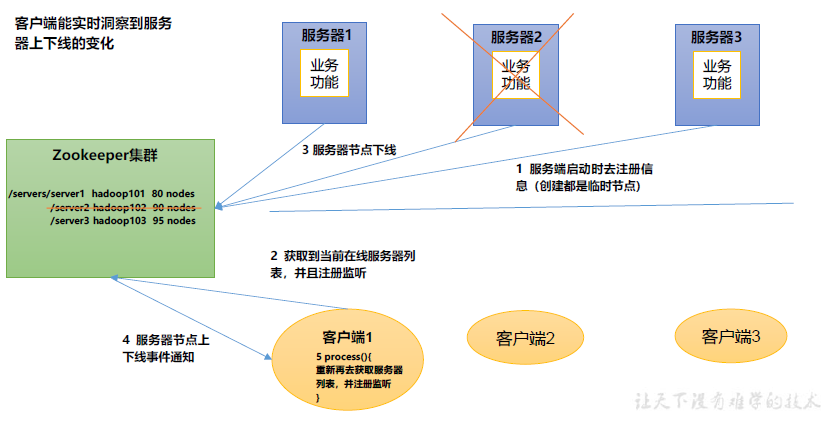 客户端能实时洞察到服务
器上下线的变化
服务器1
业务
功能
服务器2
业务
功能
服务器3
业务
功能
Zookeeper集群
/servers/server1 hadoop101 80 nodes
/server2 hadoop102 90 nodes
/server3 hadoop103 95 nodes
3 服务器节点下线
1 服务端启动时去注册信
息（创建都是临时节点）
2 获取到当前在线服务器列
表，并且注册监听
4 服务器节点上
下线事件通知
客户端1
5 process(){
重新再去获取服务器
列表，并注册监听
}
客户端2
客户端3
让天下没有难学的技术